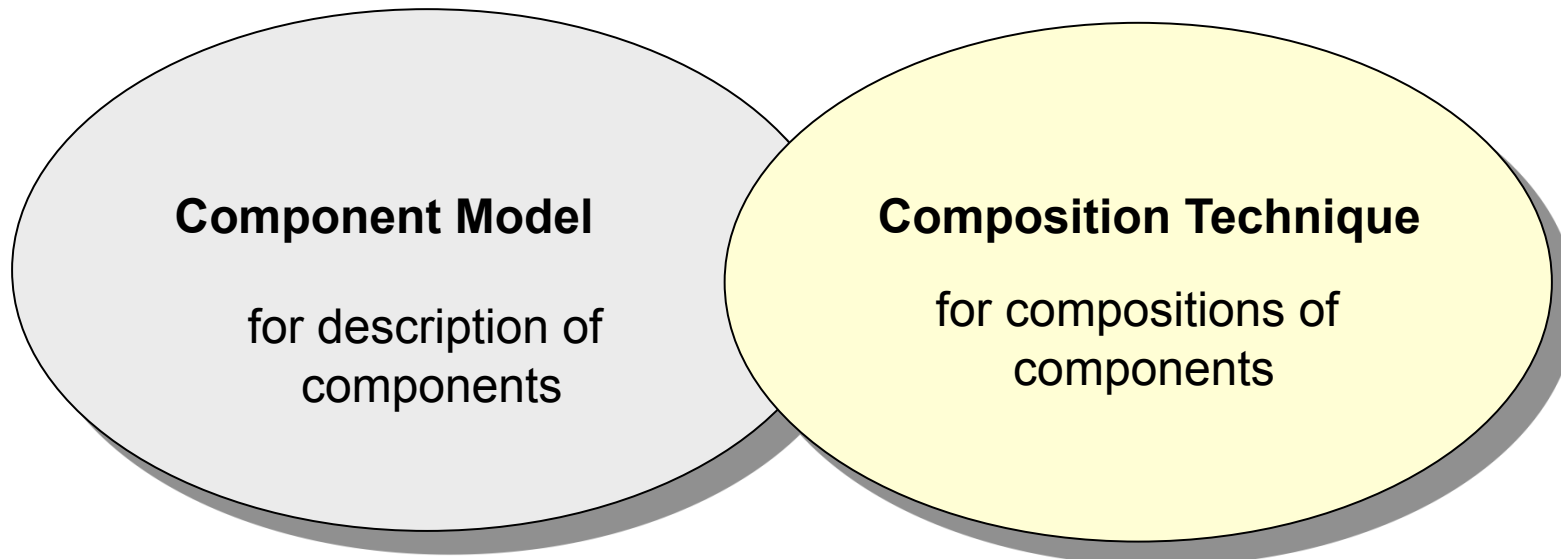 Component Model
for description of
components
Composition Technique
for compositions of
components